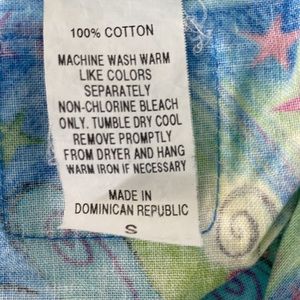 100% COTTON
MACHINE WASH WARM
LIKE COLORS
SEPARATELY
NON-CHLORINE BLEACH
ONLY. TUMBLE DRY COOL
REMOVE PROMPTLY
FROM DRYER AND HANG
WARM IRON IF NECESSARY
MADE IN
DOMINICAN REPUBLIC
S